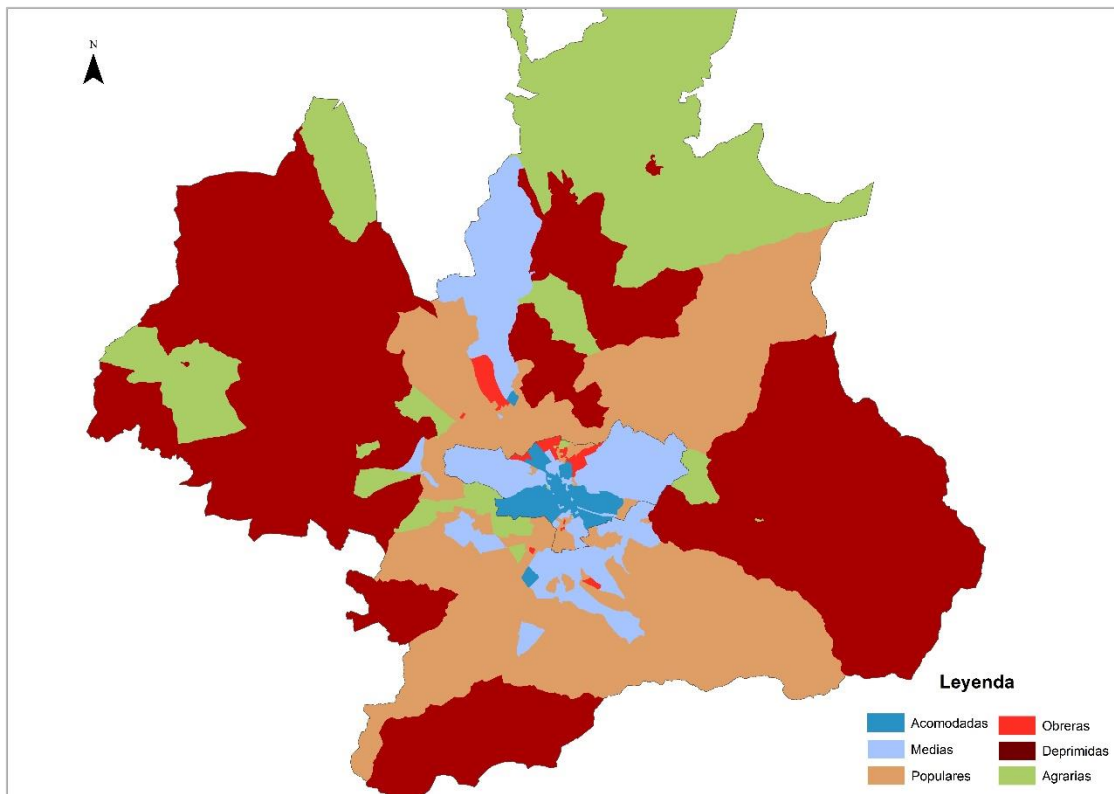 N
Leyenda
Acomodadas
Obreras
Medias
Deprimidas
Populares
Agrarias